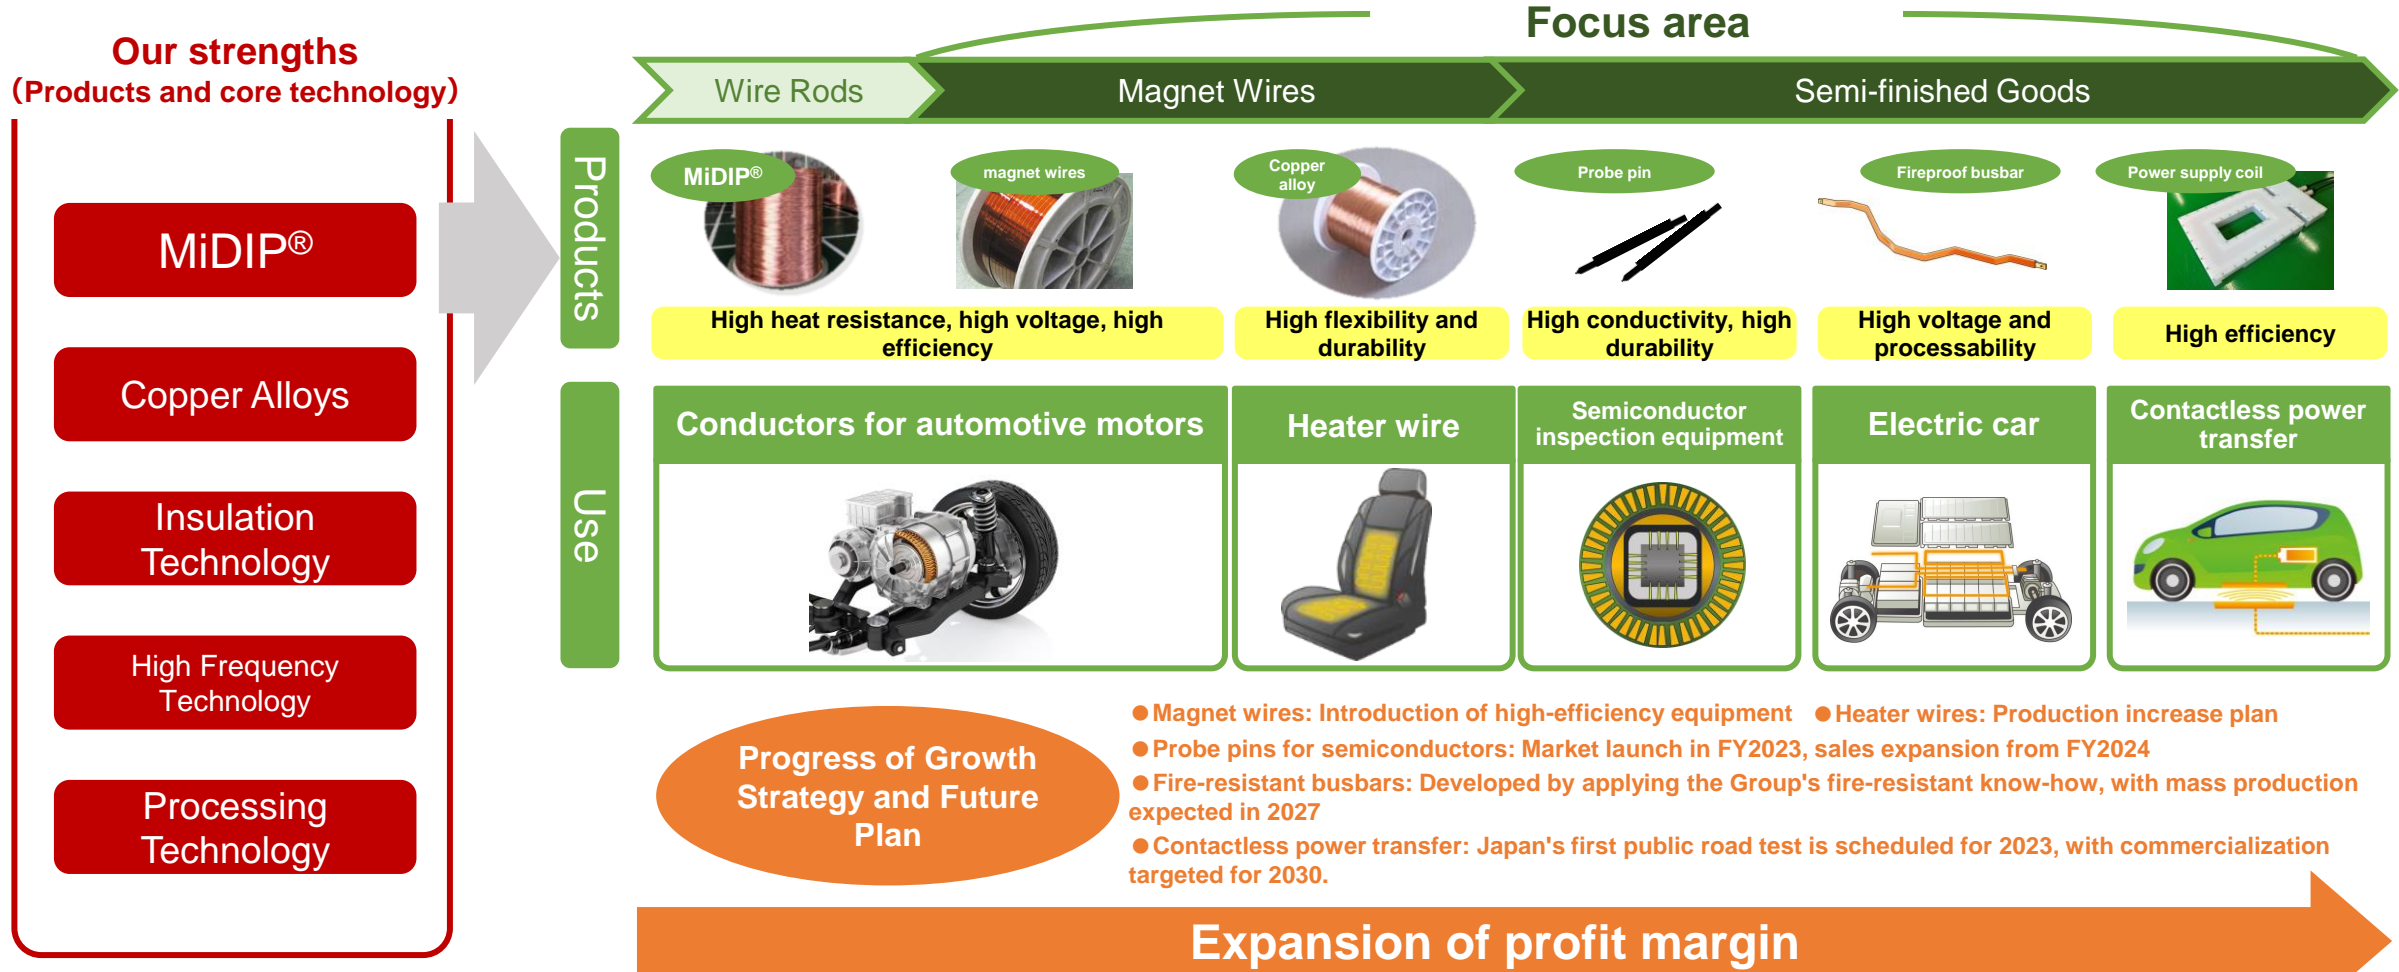 Our strengths
（Products and core technology）
MiDIP®
Copper Alloys
Insulation
Technology
High Frequency
Technology
Processing
Technology
Focus area
Wire Rods
Magnet Wires
Semi-finished Goods
Products
MiDIP®
magnet wires
Copper
alloy
Probe pin
Fireproof busbar
Power supply coil
High heat resistance, high voltage, high
efficiency
High flexibility and
durability
High conductivity, high
durability
High voltage and
processability
High efficiency
Use
Conductors for automotive motors
Heater wire
Semiconductor
inspection equipment
Electric car
Contactless power
transfer
Progress of Growth
Strategy and Future
Plan
●Magnet wires: Introduction of high-efficiency equipment ●Heater wires: Production increase plan
●Probe pins for semiconductors: Market launch in FY2023, sales expansion from FY2024
●Fire-resistant busbars: Developed by applying the Group's fire-resistant know-how, with mass production
expected in 2027
●Contactless power transfer: Japan's first public road test is scheduled for 2023, with commercialization
targeted for 2030.
Expansion of profit margin